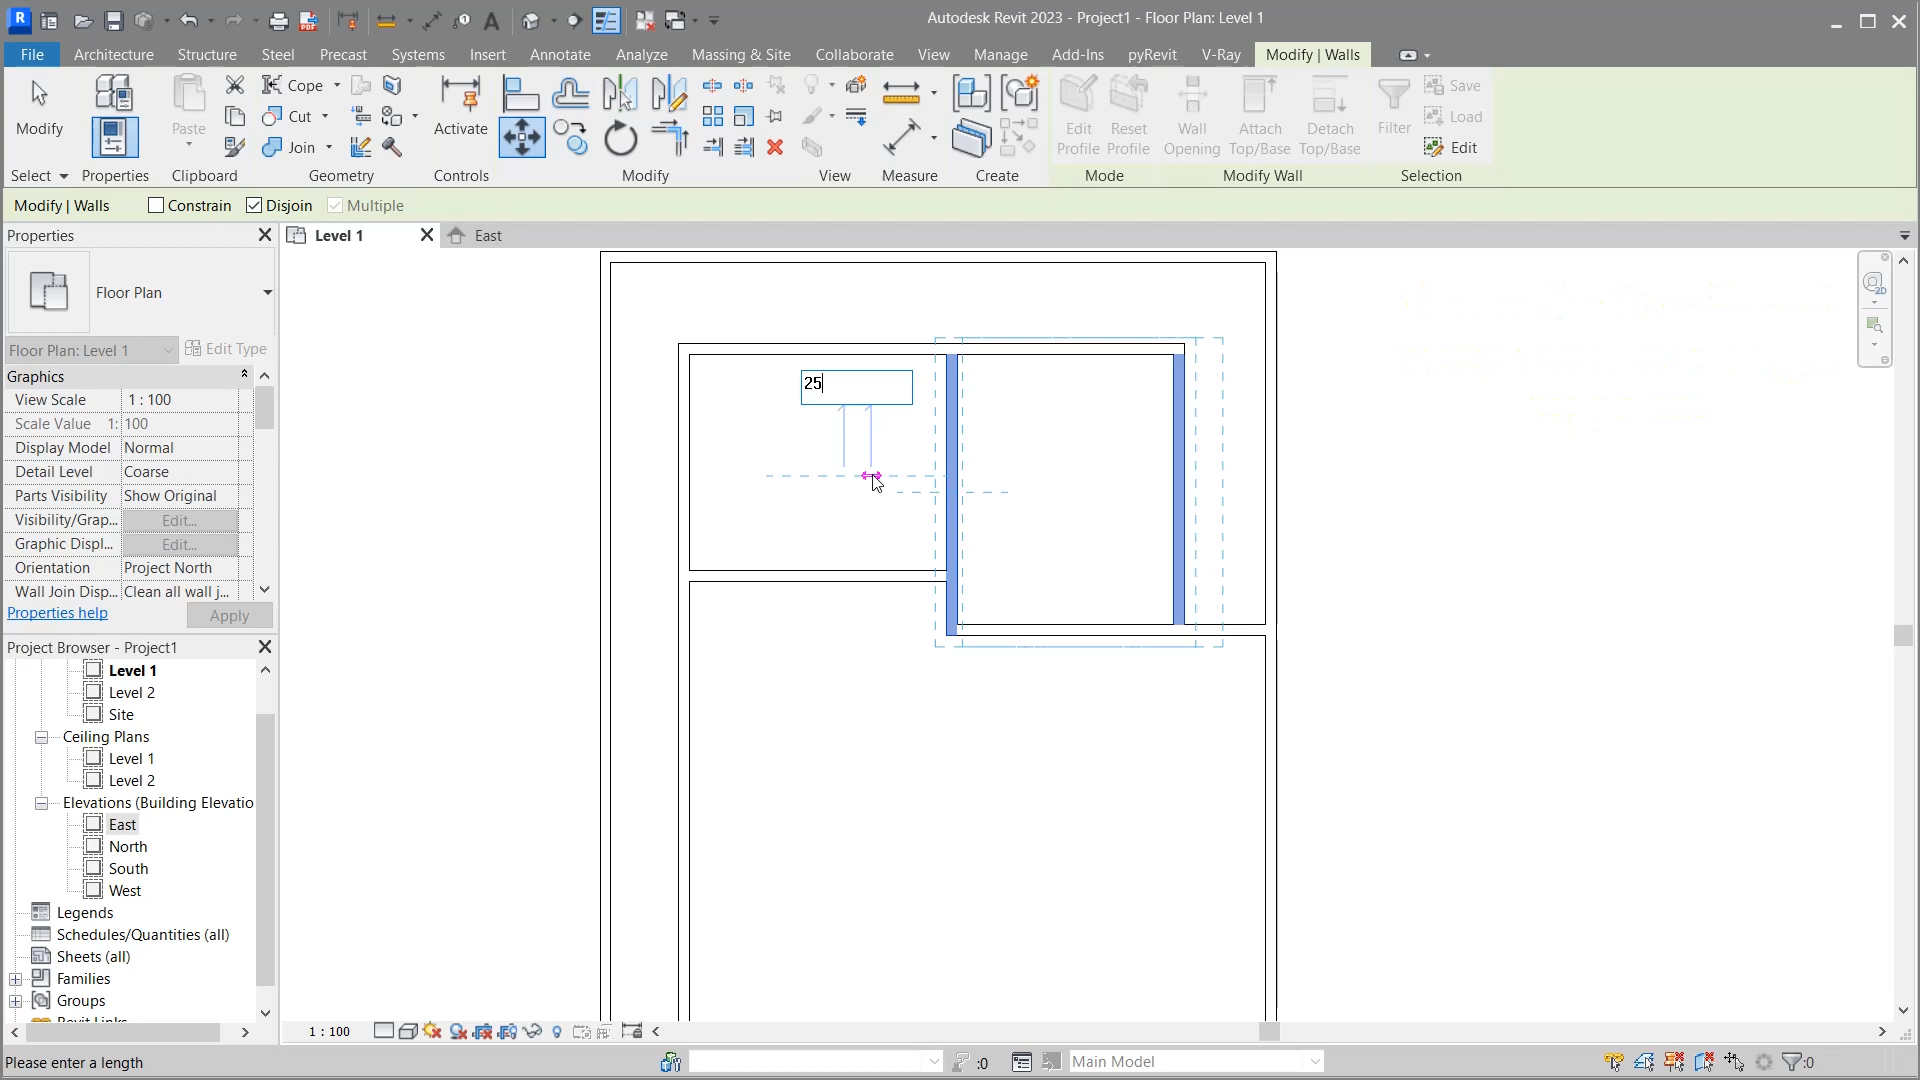 Autodesk Revit 2023 - Project1 - Floor Plan: Level 1
File Architecture Structure Steel Precast Systems Insert Annotate Analyze Massing & Site Collaborate View Manage Add-Ins pyRevit V-Ray Modify | Walls
Modify
Paste
Cope
Cut
Join
Activate
Edit Profile
Reset Profile
Wall Opening
Attach Top/Base
Detach Top/Base
Filter
Save
Load
Edit
Select Properties Clipboard Geometry Controls Modify View Measure Create Mode Modify Wall Selection
Modify | Walls Constrain Disjoin Multiple
Properties
Level 1 East
Floor Plan
Floor Plan: Level 1 Edit Type
Graphics
View Scale 1 : 100
Scale Value 1: 100
Display Model Normal
Detail Level Coarse
Parts Visibility Show Original
Visibility/Grap... Edit...
Graphic Displ... Edit...
Orientation Project North
Wall Join Disp... Clean all wall j...
Properties help Apply
25
Project Browser - Project1
Level 1
Level 2
Site
Ceiling Plans
Level 1
Level 2
Elevations (Building Elevatio
East
North
South
West
Legends
Schedules/Quantities (all)
Sheets (all)
Families
Groups
Revit Links
1 : 100
Please enter a length :0 Main Model :0
2D